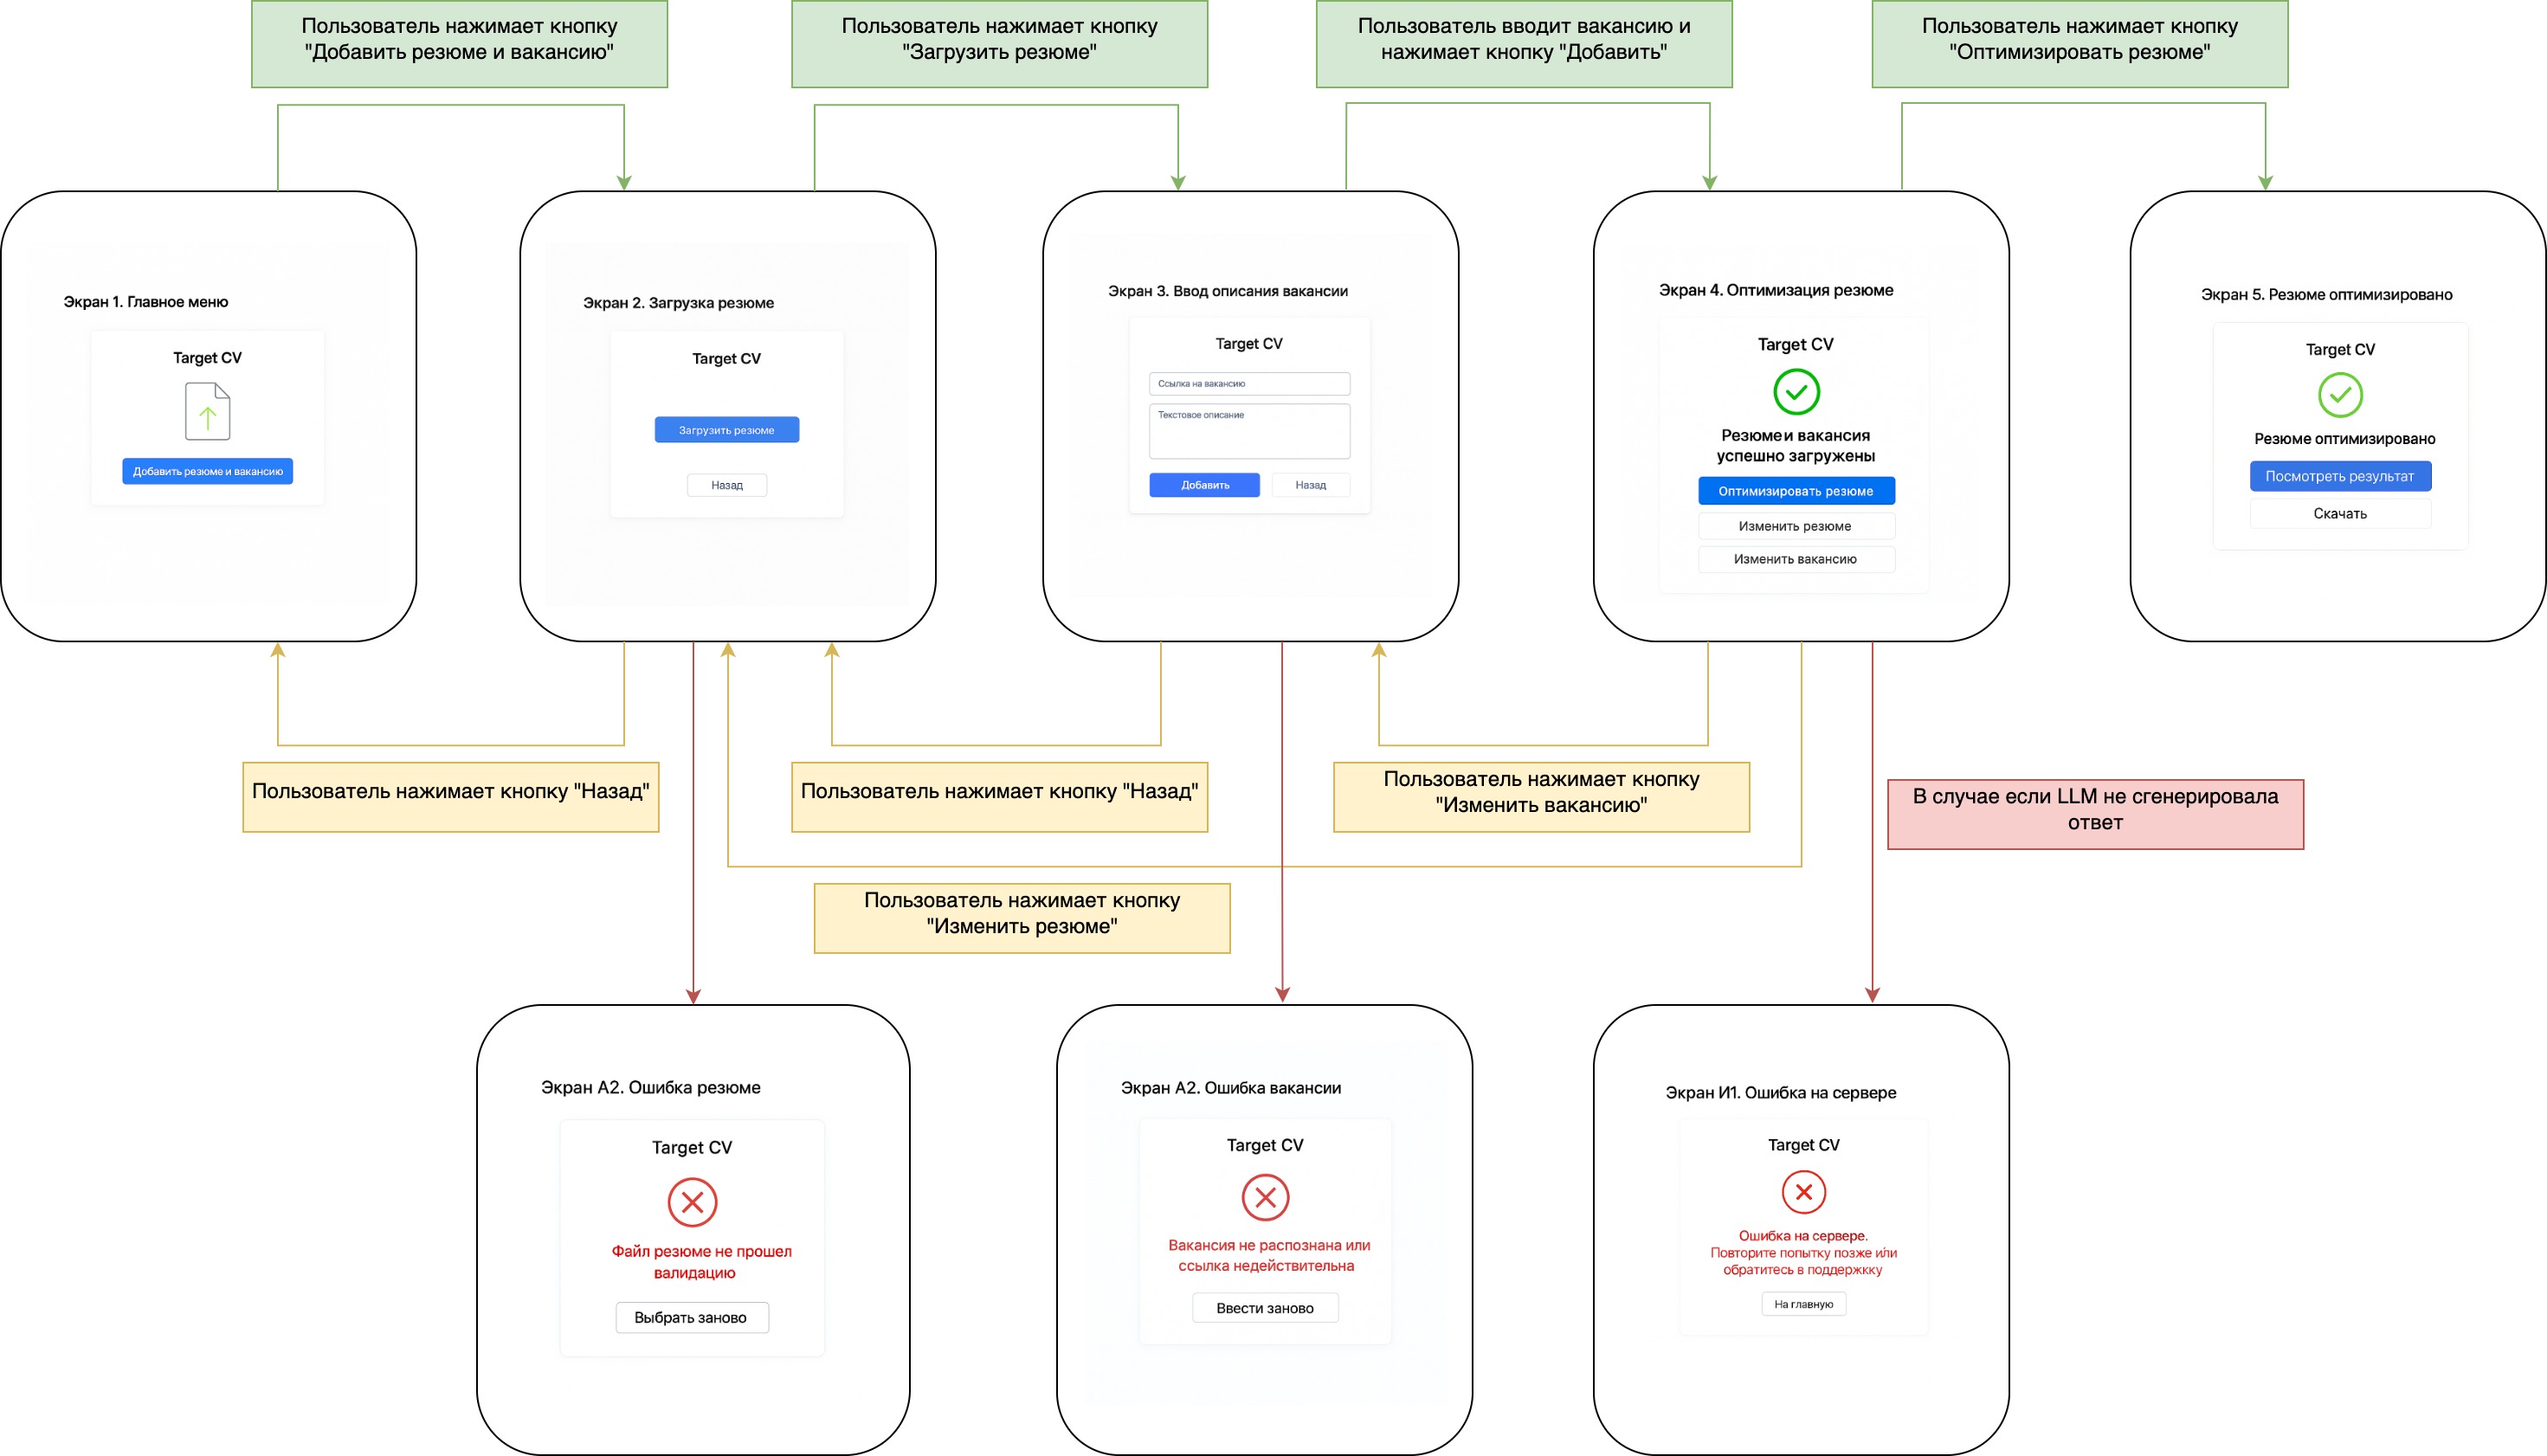 Пользователь нажимает кнопку
"Добавить резюме и вакансию"
Пользователь нажимает кнопку
"Загрузить резюме"
Пользователь вводит вакансию и
нажимает кнопку "Добавить"
Пользователь нажимает кнопку
"Оптимизировать резюме"
Экран 1. Главное меню
Target CV
Добавить резюме и вакансию
Экран 2. Загрузка резюме
Target CV
Загрузить резюме
Назад
Экран 3. Ввод описания вакансии
Target CV
Ссылка на вакансию
Текстовое описание
Добавить
Назад
Экран 4. Оптимизация резюме
Target CV
Резюме и вакансия
успешно загружены
Оптимизировать резюме
Изменить резюме
Изменить вакансию
Экран 5. Резюме оптимизировано
Target CV
Резюме оптимизировано
Посмотреть результат
Скачать
Пользователь нажимает кнопку "Назад"
Пользователь нажимает кнопку "Назад"
Пользователь нажимает кнопку
"Изменить вакансию"
В случае если LLM не сгенерировала
ответ
Пользователь нажимает кнопку
"Изменить резюме"
Экран А2. Ошибка резюме
Target CV
Файл резюме не прошел
валидацию
Выбрать заново
Экран А2. Ошибка вакансии
Target CV
Вакансия не распознана или
ссылка недействительна
Ввести заново
Экран И1. Ошибка на сервере
Target CV
Ошибка на сервере.
Повторите попытку позже или
обратитесь в поддержкку
На главную